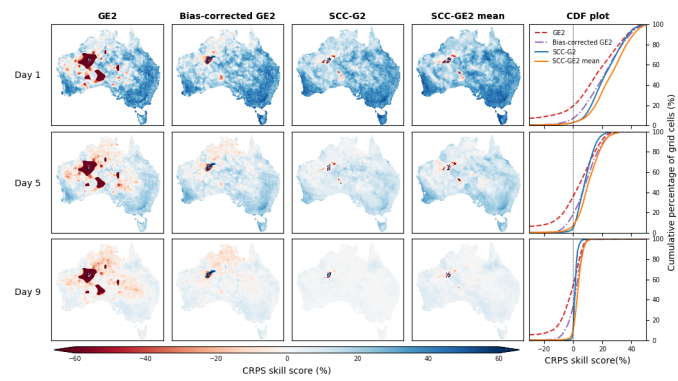 GE2
Bias-corrected GE2
SCC-G2
SCC-GE2 mean
CDF plot
Day 1
GE2
Bias-corrected GE2
SCC-G2
SCC-GE2 mean
100
80
60
40
20
0
Day 5
100
80
60
40
20
0
Day 9
100
80
60
40
20
0
Cumulative percentage of grid cells (%)
−20 0 20 40
CRPS skill score(%)
−60 −40 −20 0 20 40 60
CRPS skill score (%)